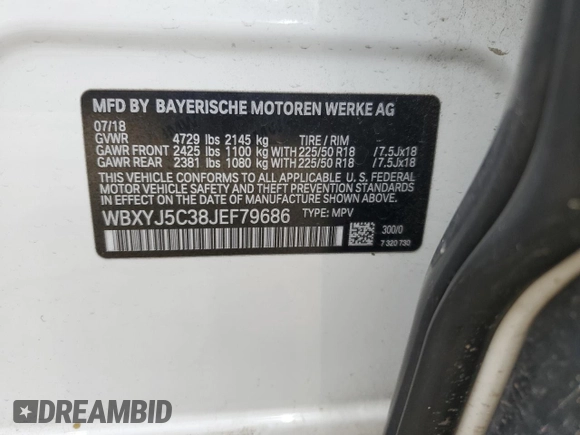 MFD BY BAYERISCHE MOTOREN WERKE AG
07/18
GVWR 4729 lbs 2145 kg TIRE / RIM
GAWR FRONT 2425 lbs 1100 kg WITH 225/50 R18 /7.5Jx18
GAWR REAR 2381 lbs 1080 kg WITH 225/50 R18 /7.5Jx18
THIS VEHICLE CONFORMS TO ALL APPLICABLE U. S. FEDERAL
MOTOR VEHICLE SAFETY, BUMPER, AND THEFT PREVENTION
STANDARDS IN EFFECT ON THE DATE OF MANUFACTURE SHOWN ABOVE.
WBXYJ5C38JEF79686 TYPE: MPV
300/0
7 320 730
DREAMBID